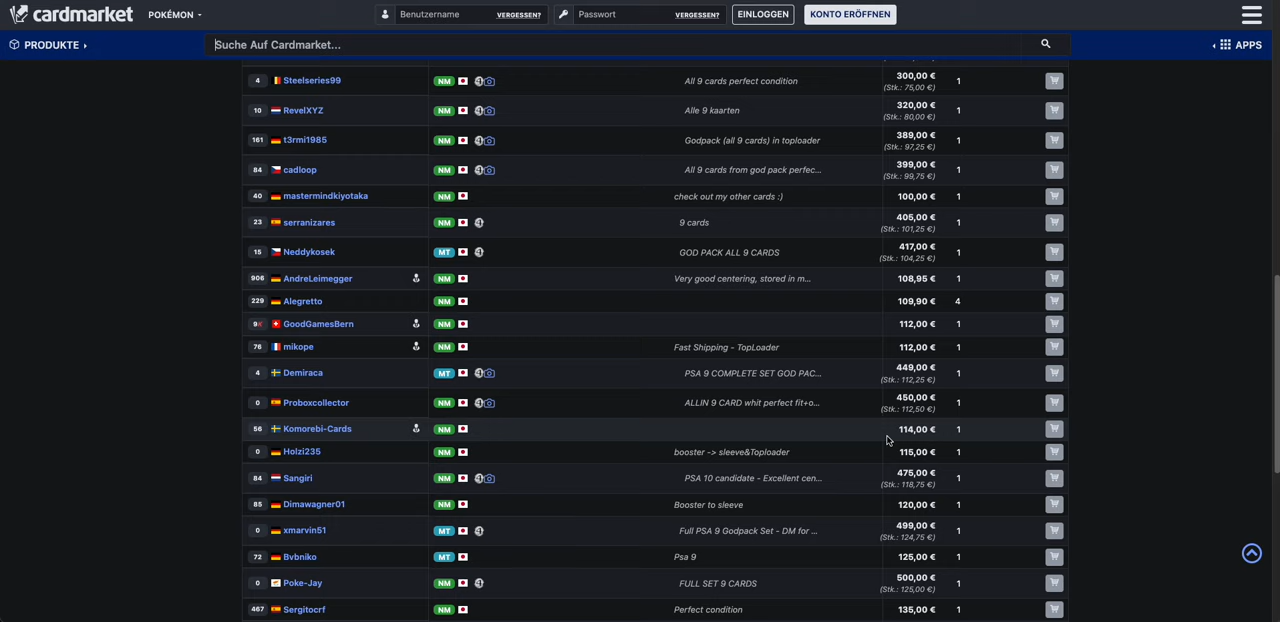 cardmarket POKÉMON Benutzername VERGESSEN? Passwort VERGESSEN? EINLOGGEN KONTO ERÖFFNEN
PRODUKTE Suche Auf Cardmarket... APPS
4 Steelseries99 NM All 9 cards perfect condition 300,00 € 1
(Stk.: 75,00 €)
10 RevelXYZ NM Alle 9 kaarten 320,00 € 1
(Stk.: 80,00 €)
161 t3rmi1985 NM Godpack (all 9 cards) in toploader 389,00 € 1
(Stk.: 97,25 €)
84 cadloop NM All 9 cards from god pack perfec... 399,00 € 1
(Stk.: 99,75 €)
40 mastermindkiyotaka NM check out my other cards :) 100,00 € 1
23 serranizares NM 9 cards 405,00 € 1
(Stk.: 101,25 €)
15 Neddykosek MT GOD PACK ALL 9 CARDS 417,00 € 1
(Stk.: 104,25 €)
906 AndreLeimegger NM Very good centering, stored in m... 108,95 € 1
229 Alegretto NM 109,90 € 4
9K GoodGamesBern NM 112,00 € 1
76 mikope NM Fast Shipping - TopLoader 112,00 € 1
4 Demiraca MT PSA 9 COMPLETE SET GOD PAC... 449,00 € 1
(Stk.: 112,25 €)
0 Proboxcollector NM ALLIN 9 CARD whit perfect fit+o... 450,00 € 1
(Stk.: 112,50 €)
56 Komorebi-Cards NM 114,00 € 1
0 Holzi235 NM booster -> sleeve&Toploader 115,00 € 1
84 Sangiri NM PSA 10 candidate - Excellent cen... 475,00 € 1
(Stk.: 118,75 €)
85 Dimawagner01 NM Booster to sleeve 120,00 € 1
0 xmarvin51 MT Full PSA 9 Godpack Set - DM for ... 499,00 € 1
(Stk.: 124,75 €)
72 Bvbniko MT Psa 9 125,00 € 1
0 Poke-Jay NM FULL SET 9 CARDS 500,00 € 1
(Stk.: 125,00 €)
467 Sergitocrf NM Perfect condition 135,00 € 1